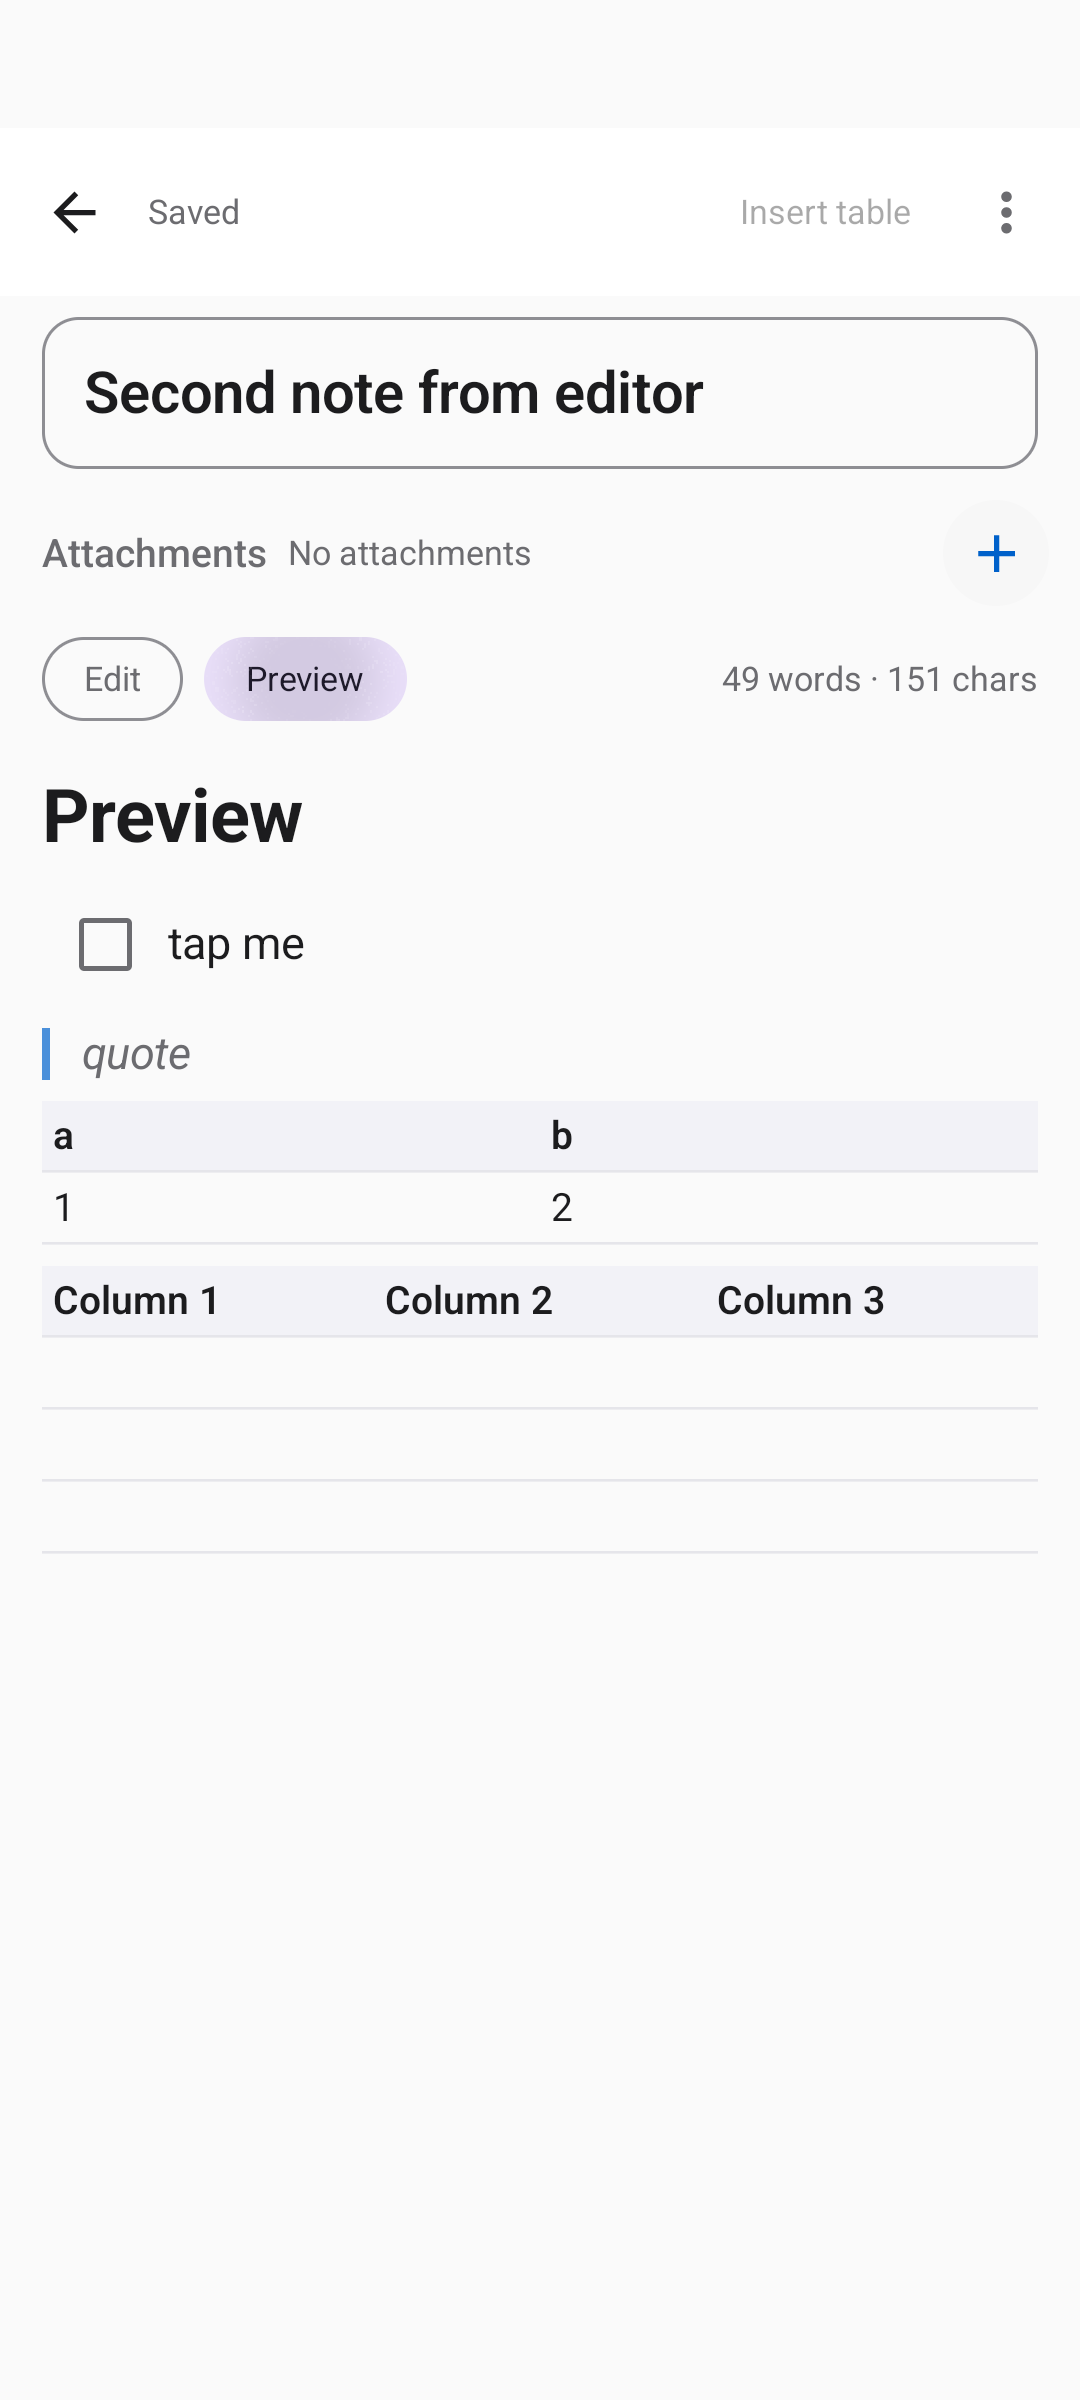 Saved Insert table
Second note from editor
Attachments No attachments
Edit Preview 49 words · 151 chars
Preview
tap me
quote
a b
1 2
Column 1 Column 2 Column 3